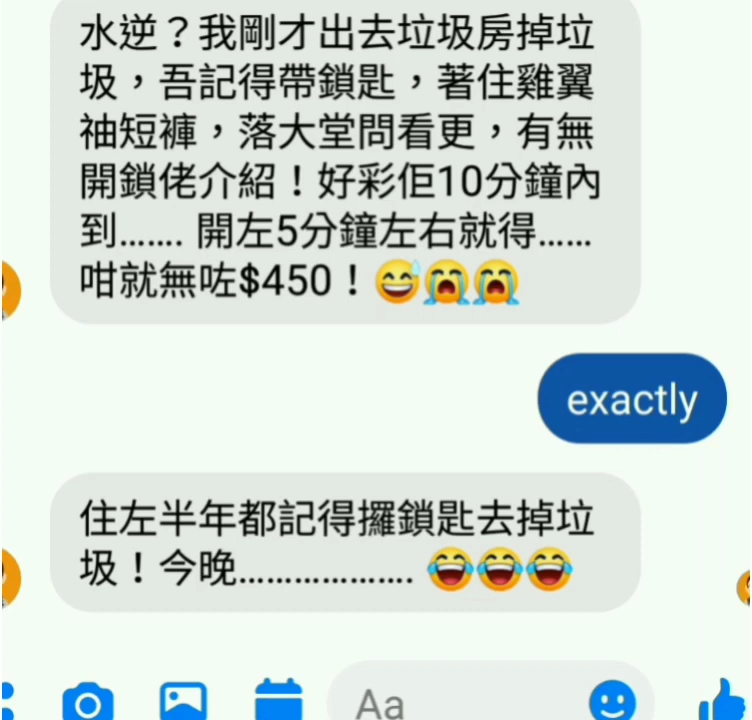 水逆？我剛才出去垃圾房掉垃
圾，吾記得帶鎖匙，著住雞翼
袖短褲，落大堂問看更，有無
開鎖佬介紹！好彩佢10分鐘內
到....... 開左5分鐘左右就得......
咁就無咗$450！😅😭😭
exactly
住左半年都記得攞鎖匙去掉垃
圾！今晚................... 😂😂😂
Aa